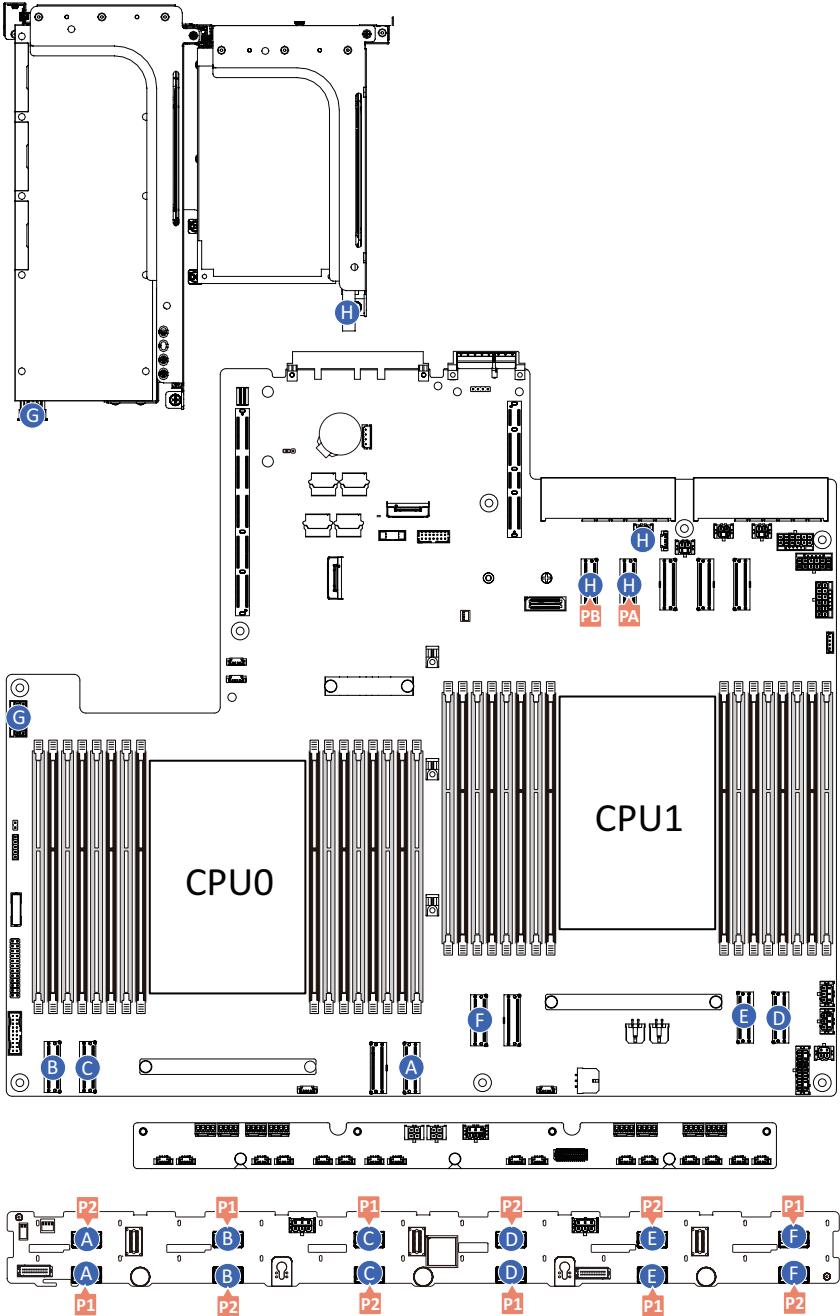 H
G
H
H H
PB PA
G
CPU1
CPU0
F E D
B C A
P2 P1 P1 P2 P2 P1
A B C D E F
A B C D E F
P1 P2 P2 P1 P1 P2